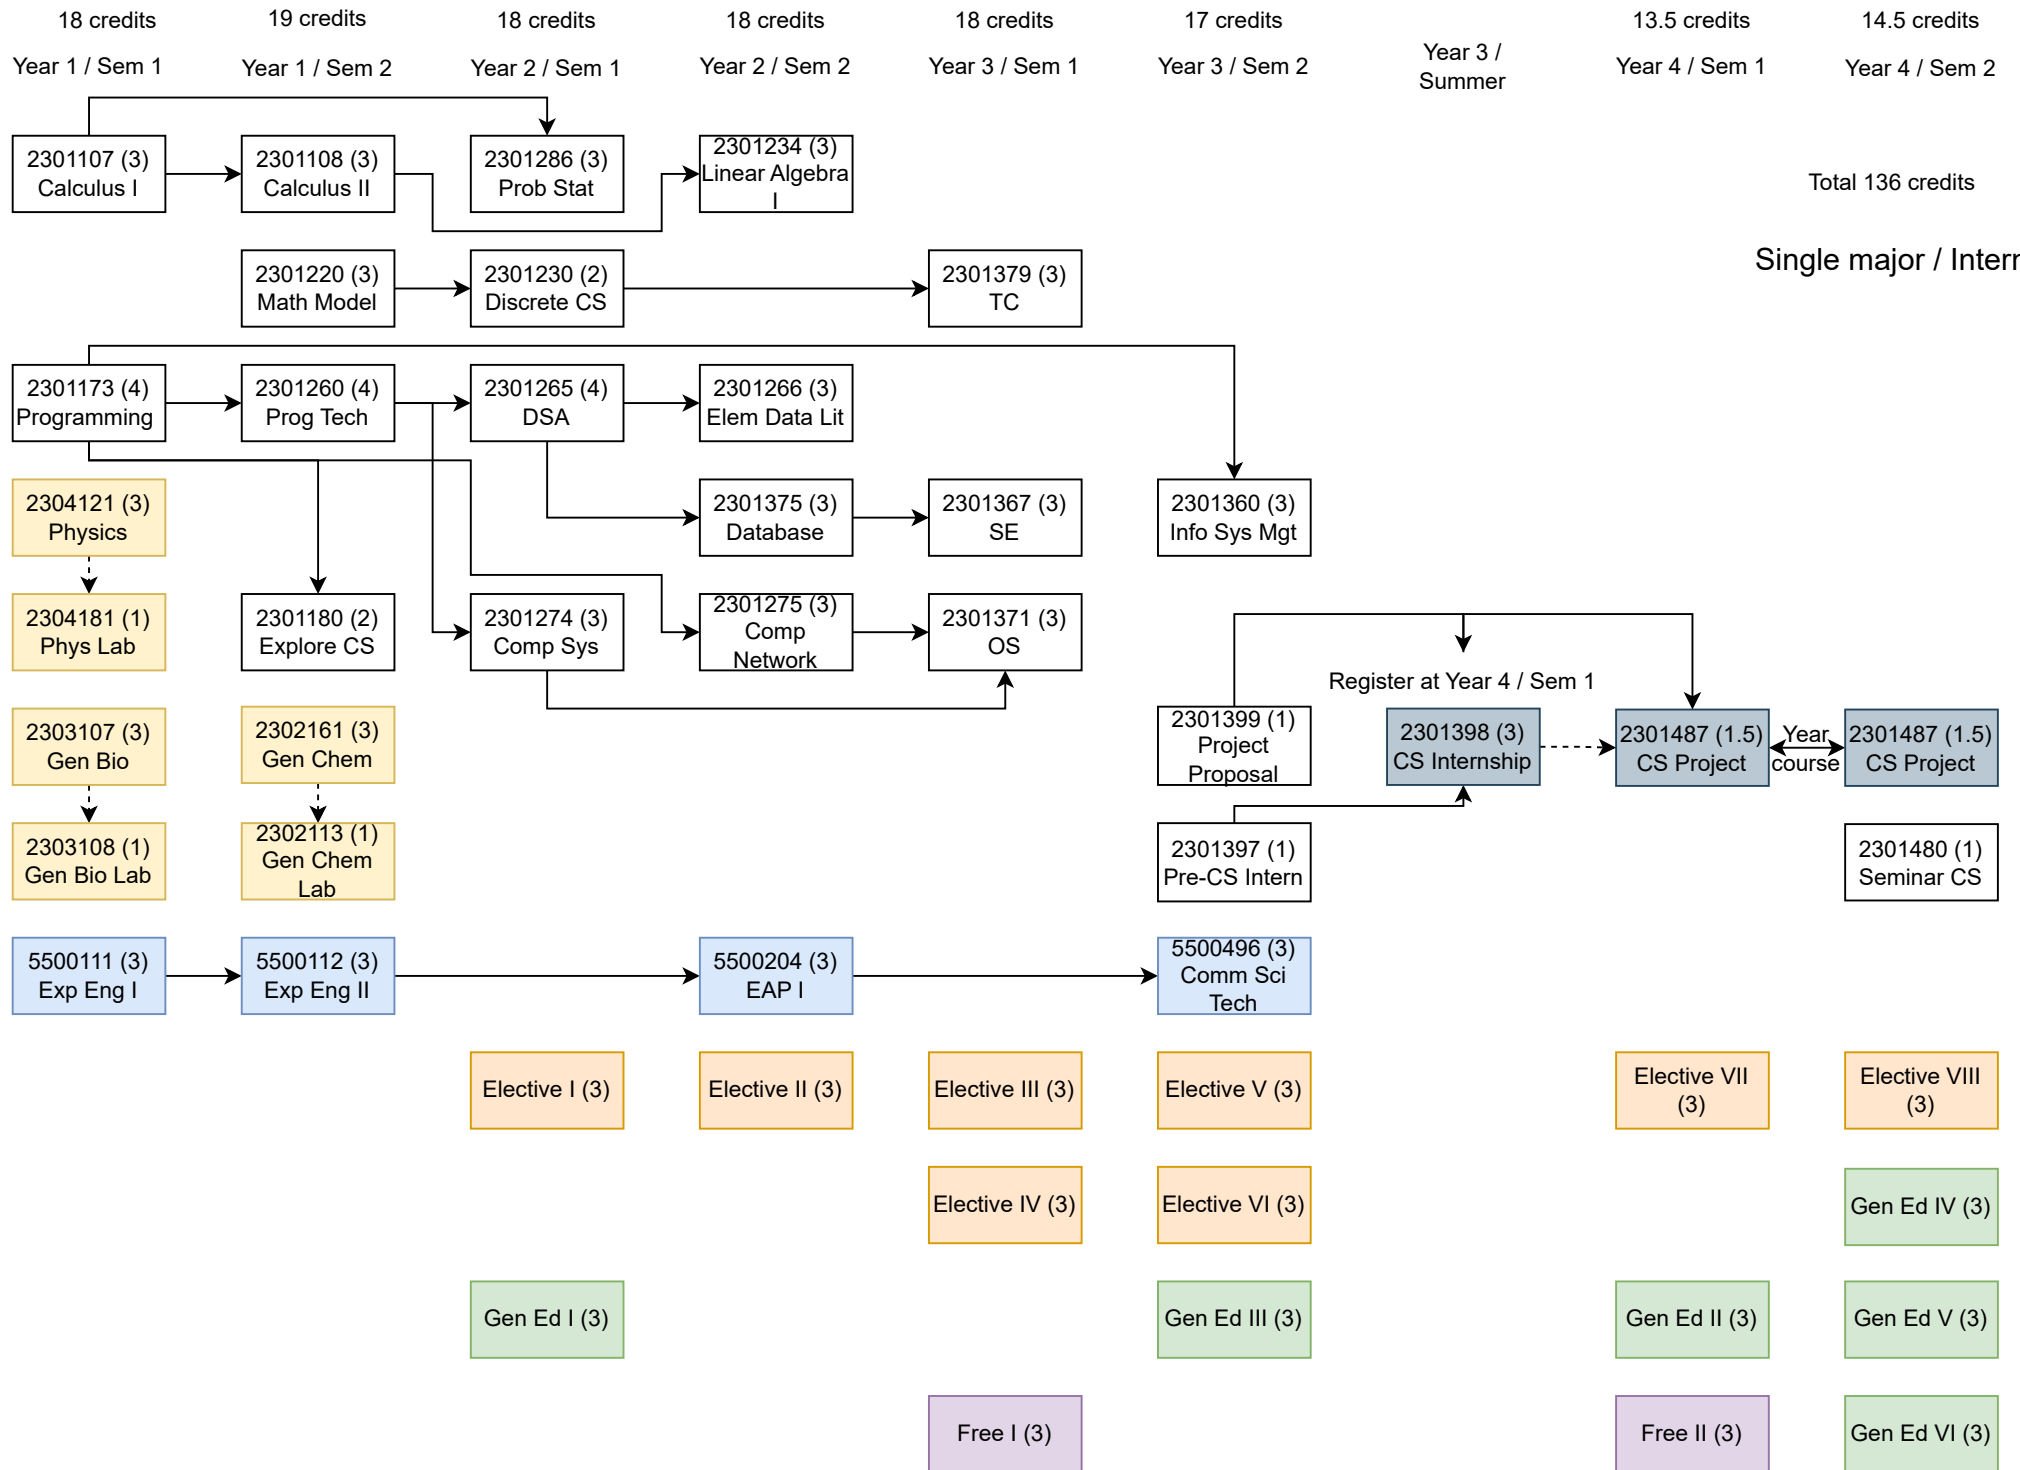 18 credits
19 credits
18 credits
18 credits
18 credits
17 credits
13.5 credits
14.5 credits
Year 1 / Sem 1
Year 1 / Sem 2
Year 2 / Sem 1
Year 2 / Sem 2
Year 3 / Sem 1
Year 3 / Sem 2
Year 3 /
Summer
Year 4 / Sem 1
Year 4 / Sem 2
2301107 (3)
Calculus I
2301108 (3)
Calculus II
2301286 (3)
Prob Stat
2301234 (3)
Linear Algebra
I
Total 136 credits
2301220 (3)
Math Model
2301230 (2)
Discrete CS
2301379 (3)
TC
Single major / Intern
2301173 (4)
Programming
2301260 (4)
Prog Tech
2301265 (4)
DSA
2301266 (3)
Elem Data Lit
2304121 (3)
Physics
2301375 (3)
Database
2301367 (3)
SE
2301360 (3)
Info Sys Mgt
2304181 (1)
Phys Lab
2301180 (2)
Explore CS
2301274 (3)
Comp Sys
2301275 (3)
Comp
Network
2301371 (3)
OS
Register at Year 4 / Sem 1
2303107 (3)
Gen Bio
2302161 (3)
Gen Chem
2301399 (1)
Project
Proposal
2301398 (3)
CS Internship
2301487 (1.5)
CS Project
Year
course
2301487 (1.5)
CS Project
2303108 (1)
Gen Bio Lab
2302113 (1)
Gen Chem
Lab
2301397 (1)
Pre-CS Intern
2301480 (1)
Seminar CS
5500111 (3)
Exp Eng I
5500112 (3)
Exp Eng II
5500204 (3)
EAP I
5500496 (3)
Comm Sci
Tech
Elective I (3)
Elective II (3)
Elective III (3)
Elective V (3)
Elective VII
(3)
Elective VIII
(3)
Elective IV (3)
Elective VI (3)
Gen Ed IV (3)
Gen Ed I (3)
Gen Ed III (3)
Gen Ed II (3)
Gen Ed V (3)
Free I (3)
Free II (3)
Gen Ed VI (3)